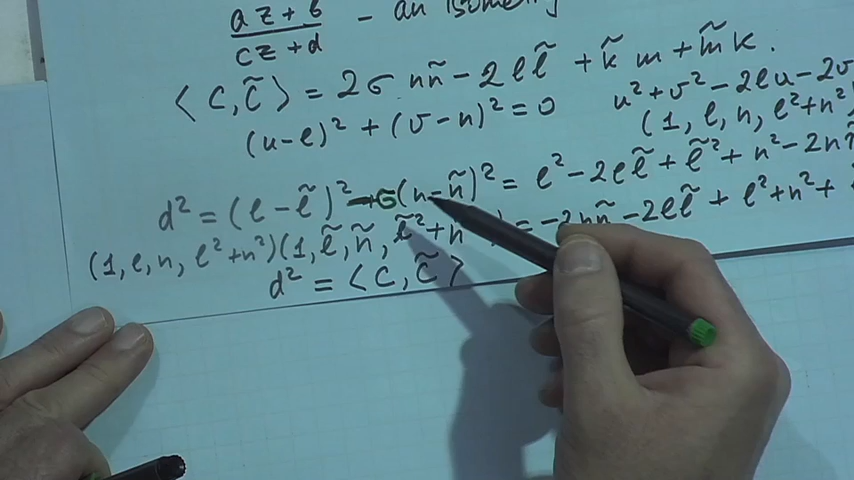 az+b / cz+d – an isometry
⟨C, C̃⟩ = 2σ nñ – 2lл̃ + k̃ m + m̃ k.
(u-l)² + (v-n)² = 0
u² + v² – 2lu – 2v
(1, l, n, l²+n²
d² = (l-l̃)² – σ(n-ñ)² = l² – 2ll̃ + l̃² + n² – 2nñ
(1, l, n, l²+n²)(1, l̃, ñ, l̃²+ñ ) = –2nñ – 2ll̃ + l²+n² +
d² = ⟨C, C̃⟩